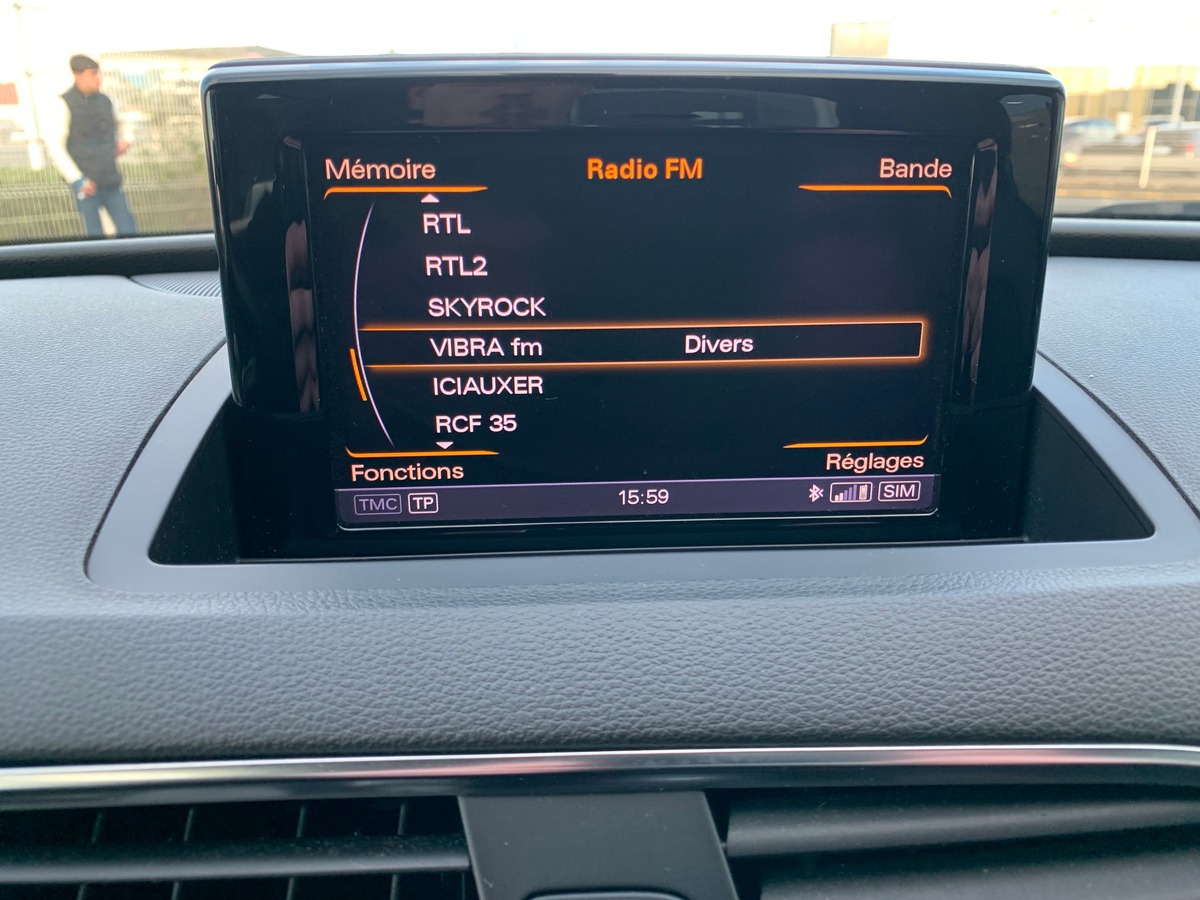 Mémoire Radio FM Bande
RTL
RTL2
SKYROCK
VIBRA fm Divers
ICIAUXER
RCF 35
Fonctions Réglages
TMC TP 15:59 SIM